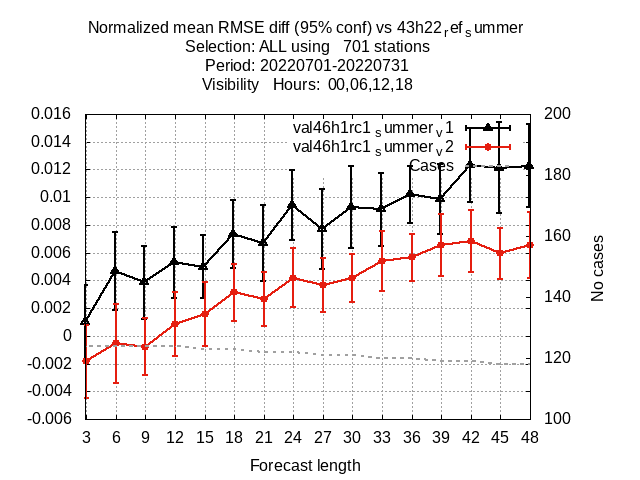 Normalized mean RMSE diff (95% conf) vs 43h22refsummer
Selection: ALL using 701 stations
Period: 20220701-20220731
Visibility Hours: 00,06,12,18
val46h1rc1summerv1
val46h1rc1summerv2
Cases
0.016
0.014
0.012
0.01
0.008
0.006
0.004
0.002
0
-0.002
-0.004
-0.006
200
180
160
140
120
100
No cases
3 6 9 12 15 18 21 24 27 30 33 36 39 42 45 48
Forecast length